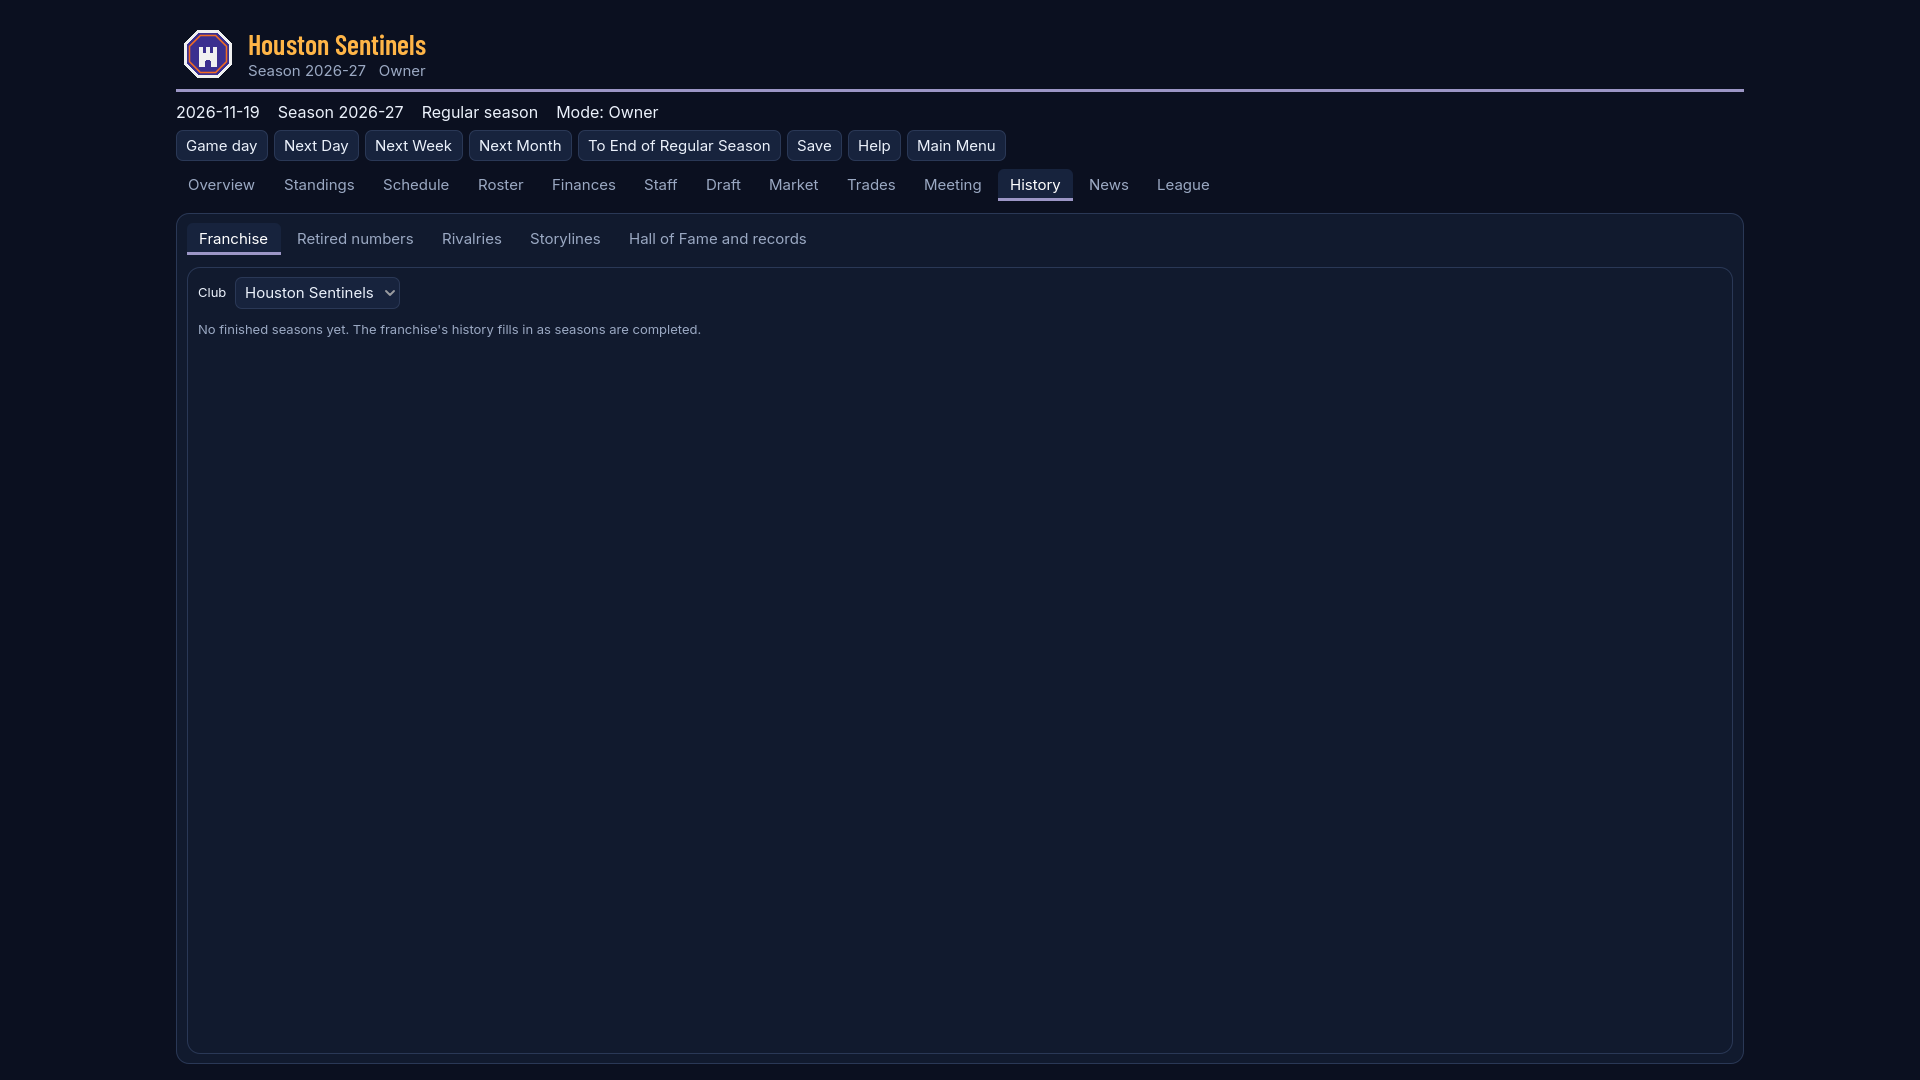 Houston Sentinels
Season 2026-27 Owner
2026-11-19 Season 2026-27 Regular season Mode: Owner
Game day Next Day Next Week Next Month To End of Regular Season Save Help Main Menu
Overview Standings Schedule Roster Finances Staff Draft Market Trades Meeting History News League
Franchise Retired numbers Rivalries Storylines Hall of Fame and records
Club Houston Sentinels
No finished seasons yet. The franchise's history fills in as seasons are completed.